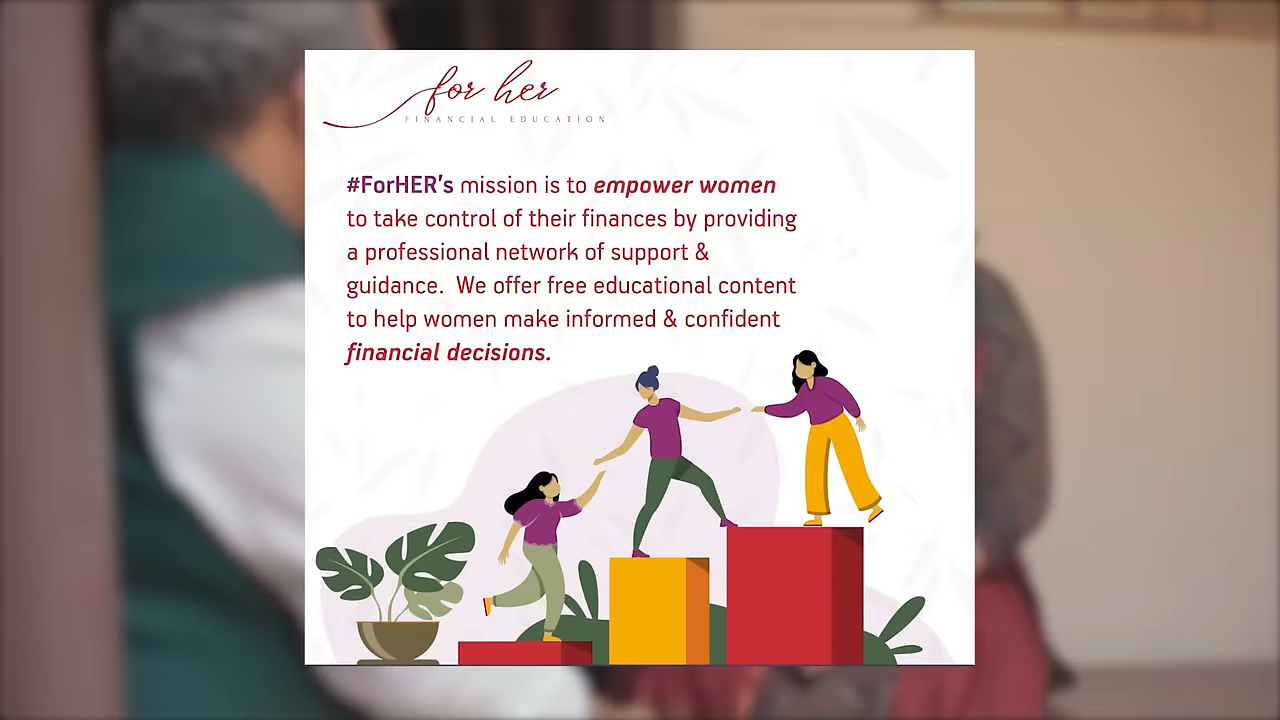 for her
FINANCIAL EDUCATION
#ForHER's mission is to empower women
to take control of their finances by providing
a professional network of support &
guidance. We offer free educational content
to help women make informed & confident
financial decisions.